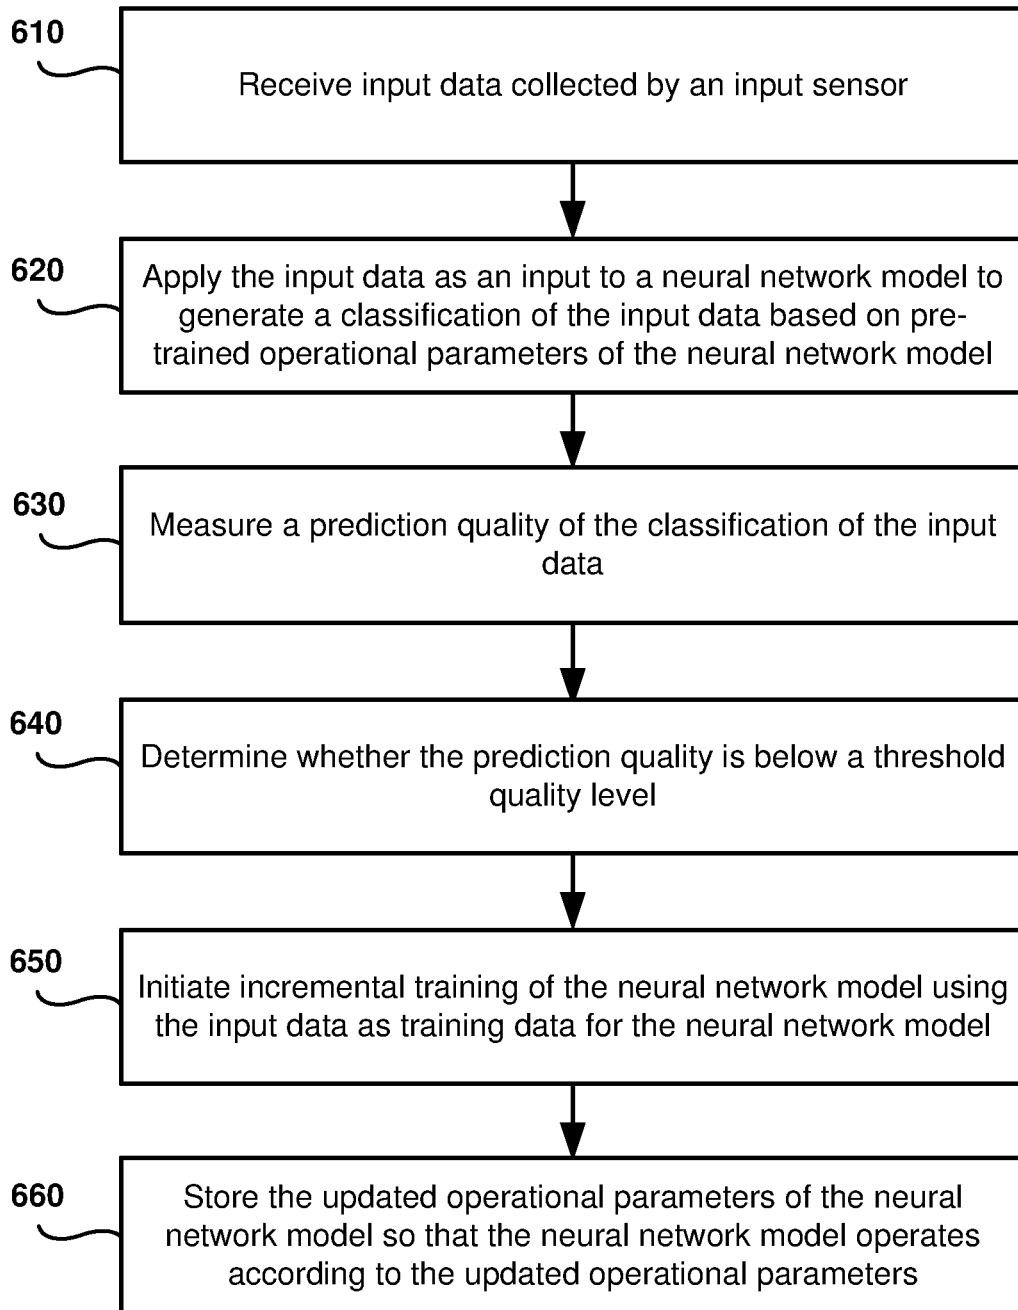 610
Receive input data collected by an input sensor
620
Apply the input data as an input to a neural network model to
generate a classification of the input data based on pre-
trained operational parameters of the neural network model
630
Measure a prediction quality of the classification of the input
data
640
Determine whether the prediction quality is below a threshold
quality level
650
Initiate incremental training of the neural network model using
the input data as training data for the neural network model
660
Store the updated operational parameters of the neural
network model so that the neural network model operates
according to the updated operational parameters